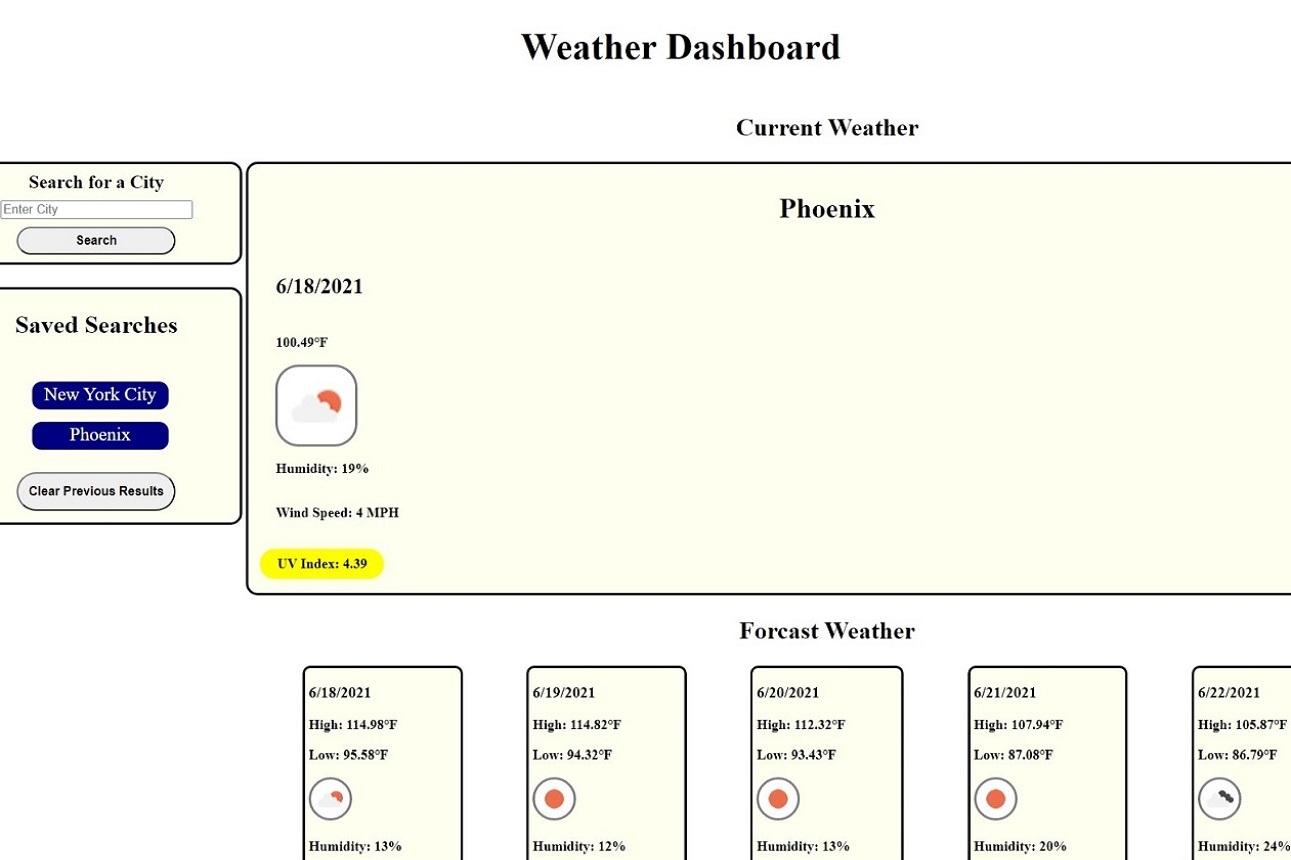 Weather Dashboard
Current Weather
Search for a City
Enter City
Search
Saved Searches
New York City
Phoenix
Clear Previous Results
Phoenix
6/18/2021
100.49°F
Humidity: 19%
Wind Speed: 4 MPH
UV Index: 4.39
Forcast Weather
6/18/2021
High: 114.98°F
Low: 95.58°F
Humidity: 13%
6/19/2021
High: 114.82°F
Low: 94.32°F
Humidity: 12%
6/20/2021
High: 112.32°F
Low: 93.43°F
Humidity: 13%
6/21/2021
High: 107.94°F
Low: 87.08°F
Humidity: 20%
6/22/2021
High: 105.87°F
Low: 86.79°F
Humidity: 24%